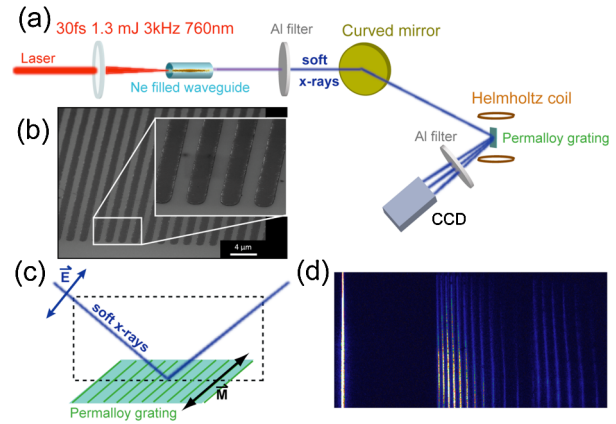 (a)
30fs 1.3 mJ 3kHz 760nm
Al filter
Curved mirror
Laser
soft
x-rays
Ne filled waveguide
Helmholtz coil
Al filter
Permalloy grating
(b)
CCD
4 µm
(c)
(d)
E
soft x-rays
M
Permalloy grating